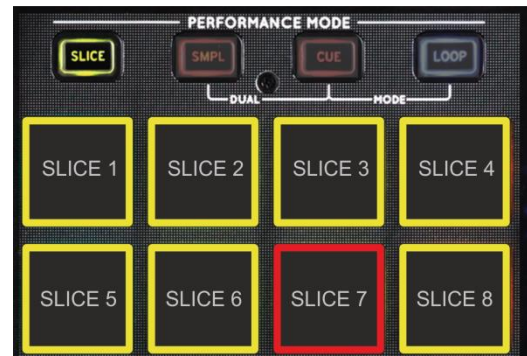 PERFORMANCE MODE
SLICE SMPL CUE LOOP
DUAL MODE
SLICE 1 SLICE 2 SLICE 3 SLICE 4
SLICE 5 SLICE 6 SLICE 7 SLICE 8